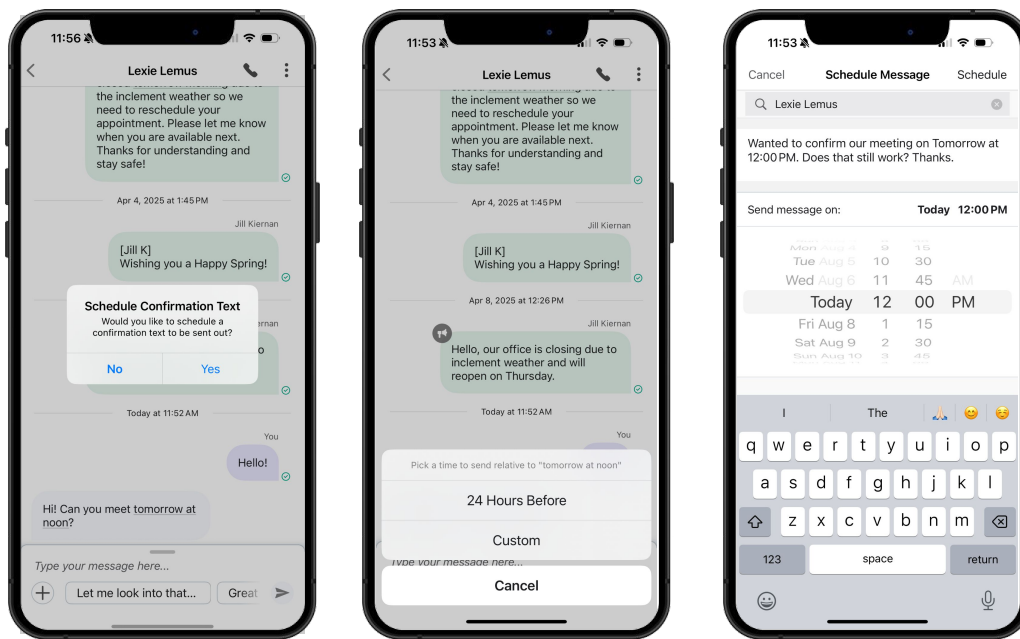 11:56
Lexie Lemus
the inclement weather so we
need to reschedule your
appointment. Please let me know
when you are available next.
Thanks for understanding and
stay safe!
Apr 4, 2025 at 1:45 PM
Jill Kiernan
[Jill K]
Wishing you a Happy Spring!
Schedule Confirmation Text
Would you like to schedule a
confirmation text to be sent out?
No Yes
Today at 11:52 AM
You
Hello!
Hi! Can you meet tomorrow at
noon?
Type your message here...
Let me look into that... Great
11:53
Lexie Lemus
the inclement weather so we
need to reschedule your
appointment. Please let me know
when you are available next.
Thanks for understanding and
stay safe!
Apr 4, 2025 at 1:45 PM
Jill Kiernan
[Jill K]
Wishing you a Happy Spring!
Apr 8, 2025 at 12:26 PM
Jill Kiernan
Hello, our office is closing due to
inclement weather and will
reopen on Thursday.
Today at 11:52 AM
You
Pick a time to send relative to "tomorrow at noon"
24 Hours Before
Custom
Type your message here...
Cancel
11:53
Cancel Schedule Message Schedule
Lexie Lemus
Wanted to confirm our meeting on Tomorrow at
12:00 PM. Does that still work? Thanks.
Send message on: Today 12:00 PM
Mon Aug 4 9 15
Tue Aug 5 10 30
Wed Aug 6 11 45 AM
Today 12 00 PM
Fri Aug 8 1 15
Sat Aug 9 2 30
Sun Aug 10 3 45
I The
q w e r t y u i o p
a s d f g h j k l
z x c v b n m
123 space return